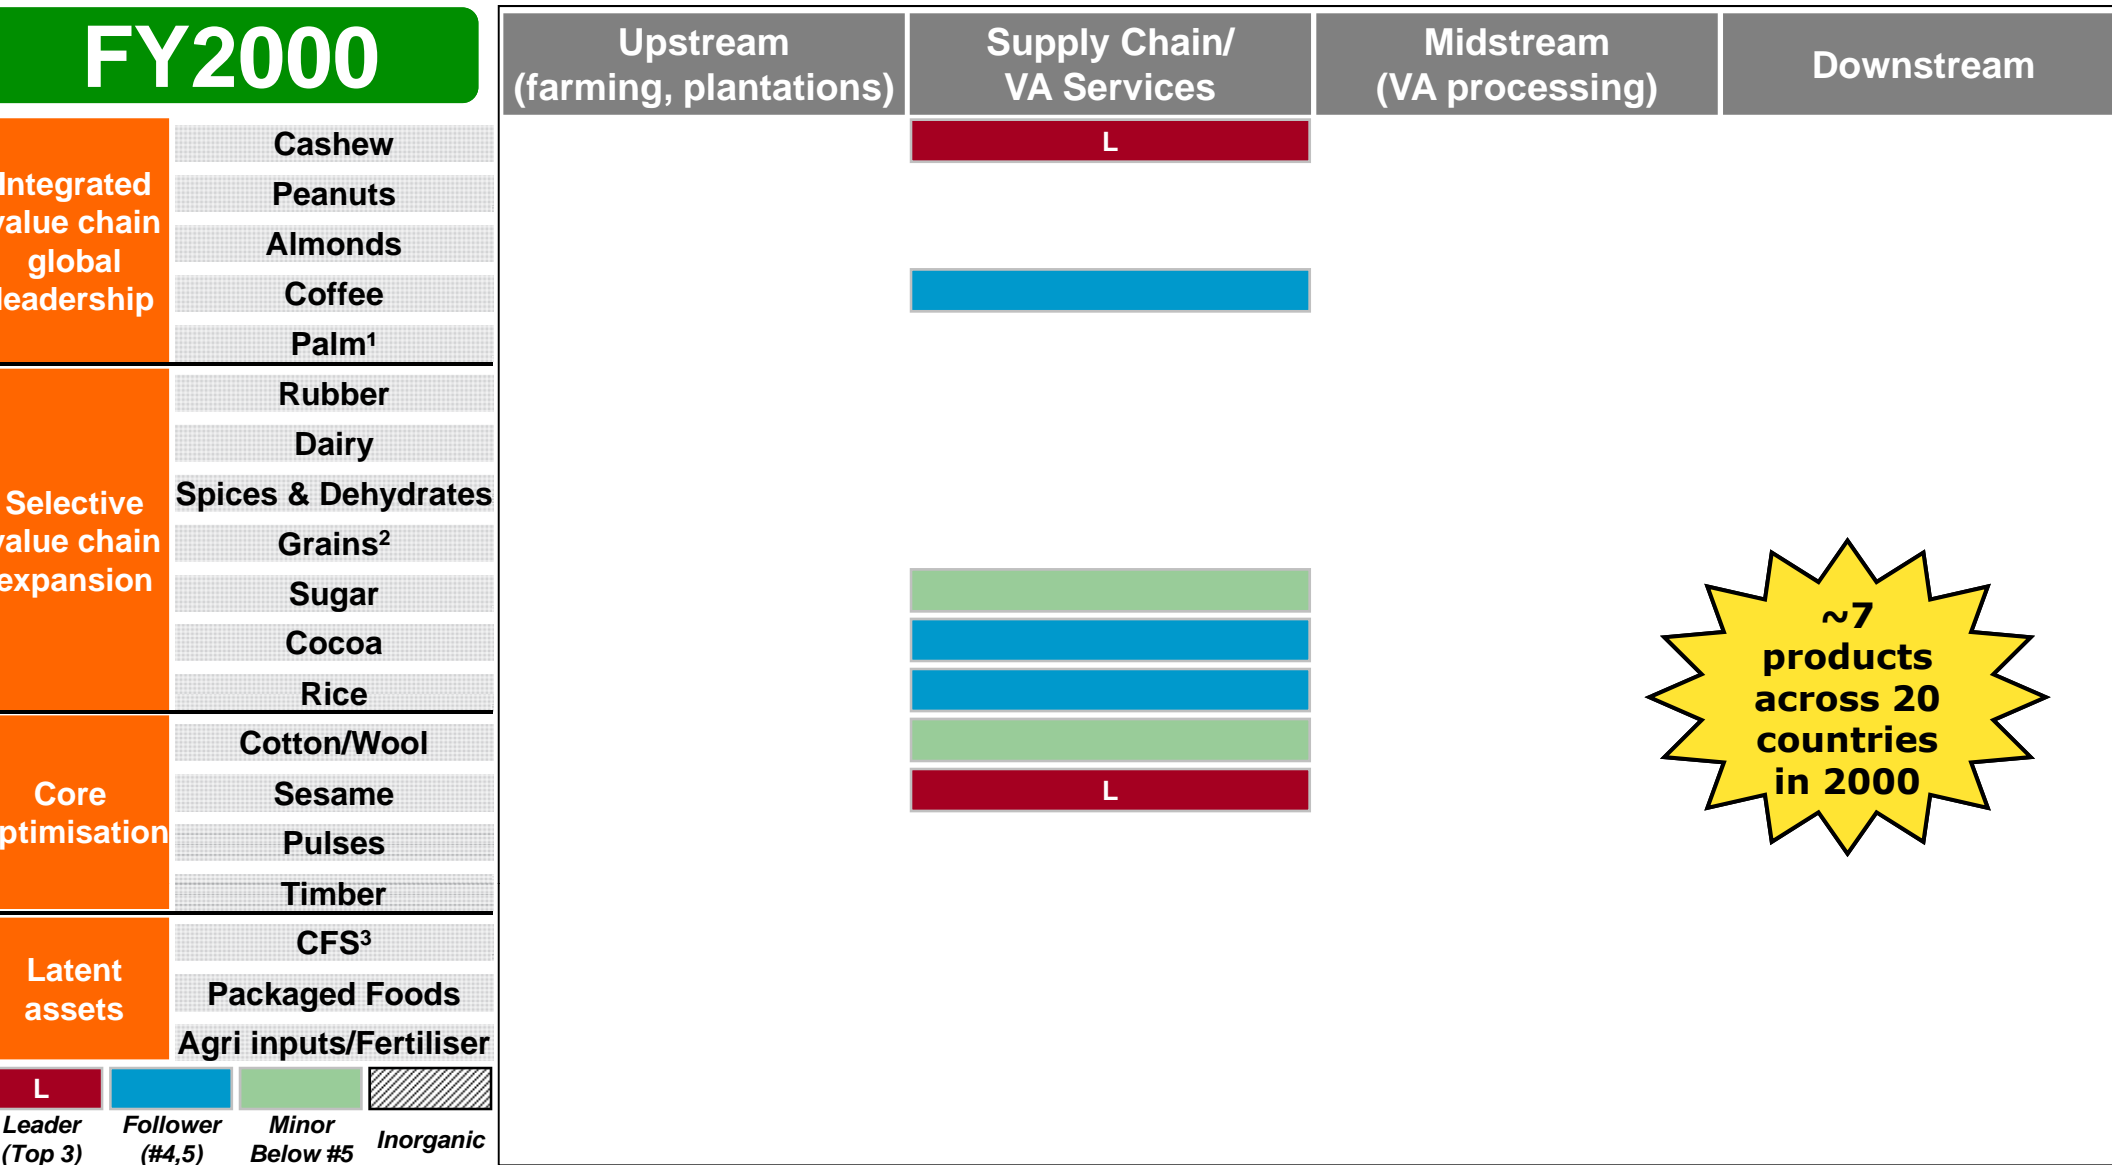 FY2000
Upstream
(farming, plantations)
Supply Chain/
VA Services
Midstream
(VA processing)
Downstream
Integrated
value chain
global
leadership
Cashew
L
Peanuts
Almonds
Coffee
Palm¹
Selective
value chain
expansion
Rubber
Dairy
Spices & Dehydrates
Grains²
Sugar
Cocoa
Rice
Core
ptimisation
Cotton/Wool
Sesame
L
Pulses
Timber
Latent
assets
CFS³
Packaged Foods
Agri inputs/Fertiliser
~7
products
across 20
countries
in 2000
L
Leader
(Top 3)
Follower
(#4,5)
Minor
Below #5
Inorganic